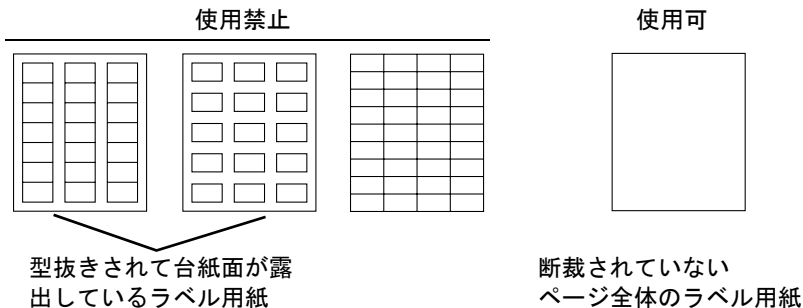 使用禁止
使用可
型抜きされて台紙面が露
出しているラベル用紙
断裁されていない
ページ全体のラベル用紙